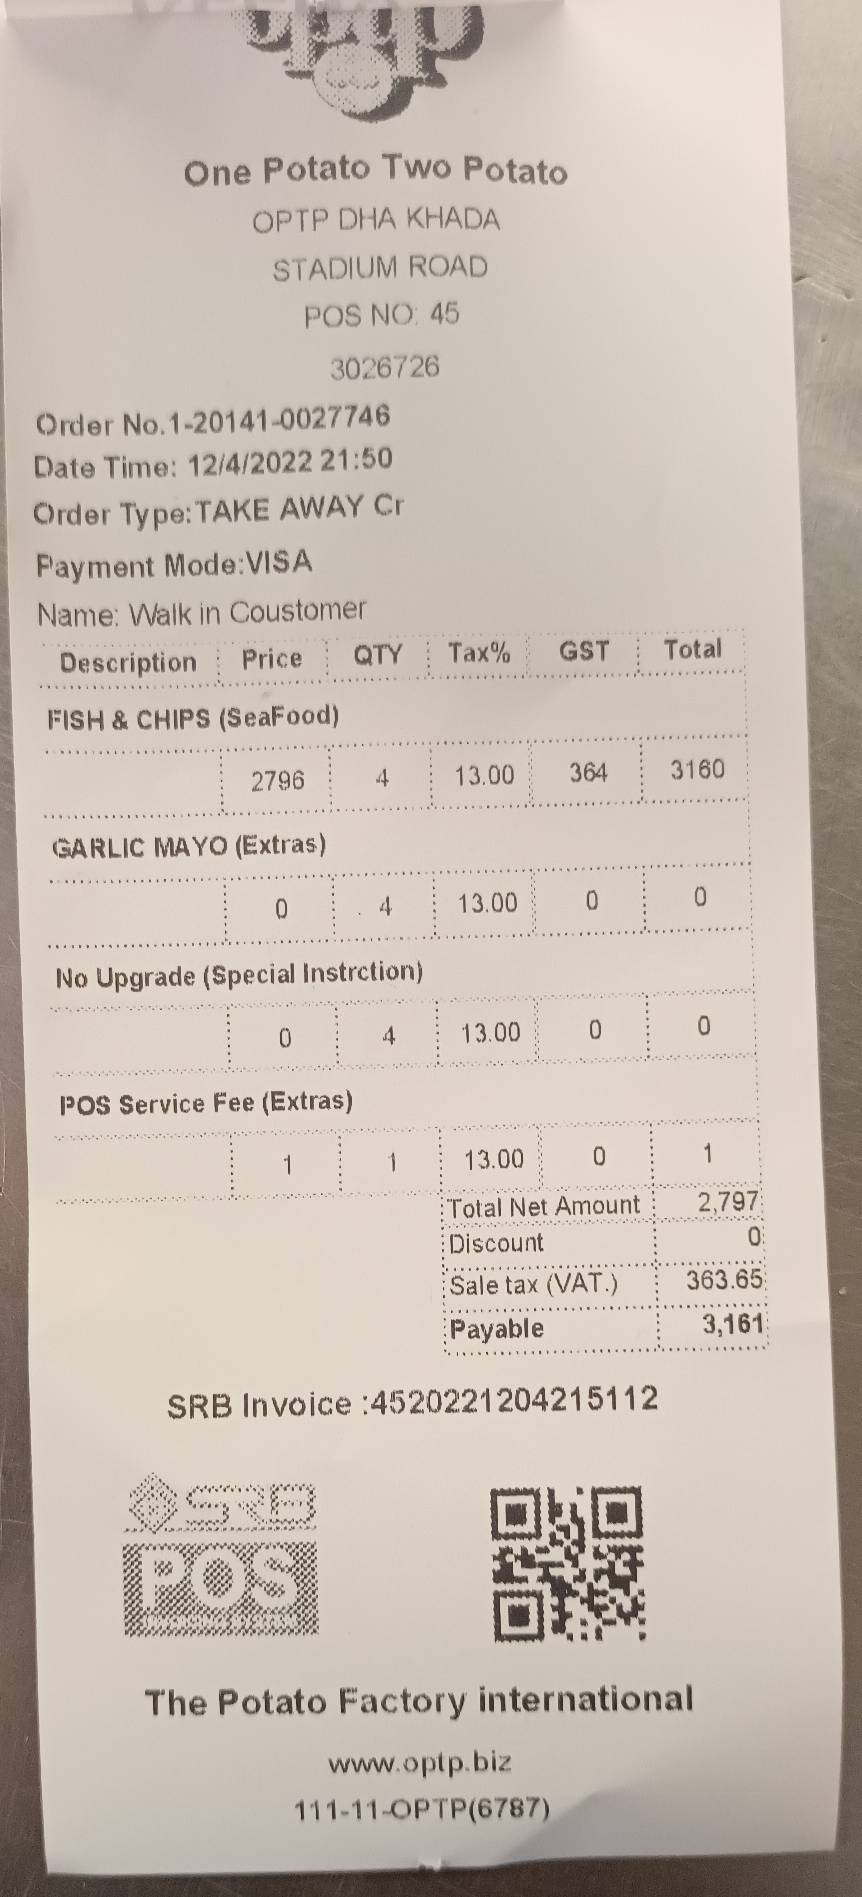 optp
One Potato Two Potato
OPTP DHA KHADA
STADIUM ROAD
POS NO: 45
3026726
Order No.1-20141-0027746
Date Time: 12/4/2022 21:50
Order Type:TAKE AWAY Cr
Payment Mode:VISA
Name: Walk in Coustomer
Description Price QTY Tax% GST Total
FISH & CHIPS (SeaFood)
2796 4 13.00 364 3160
GARLIC MAYO (Extras)
0 4 13.00 0 0
No Upgrade (Special Instrction)
0 4 13.00 0 0
POS Service Fee (Extras)
1 1 13.00 0 1
Total Net Amount 2,797
Discount 0
Sale tax (VAT.) 363.65
Payable 3,161
SRB Invoice :4520221204215112
SRB
POS
The Potato Factory international
www.optp.biz
111-11-OPTP(6787)